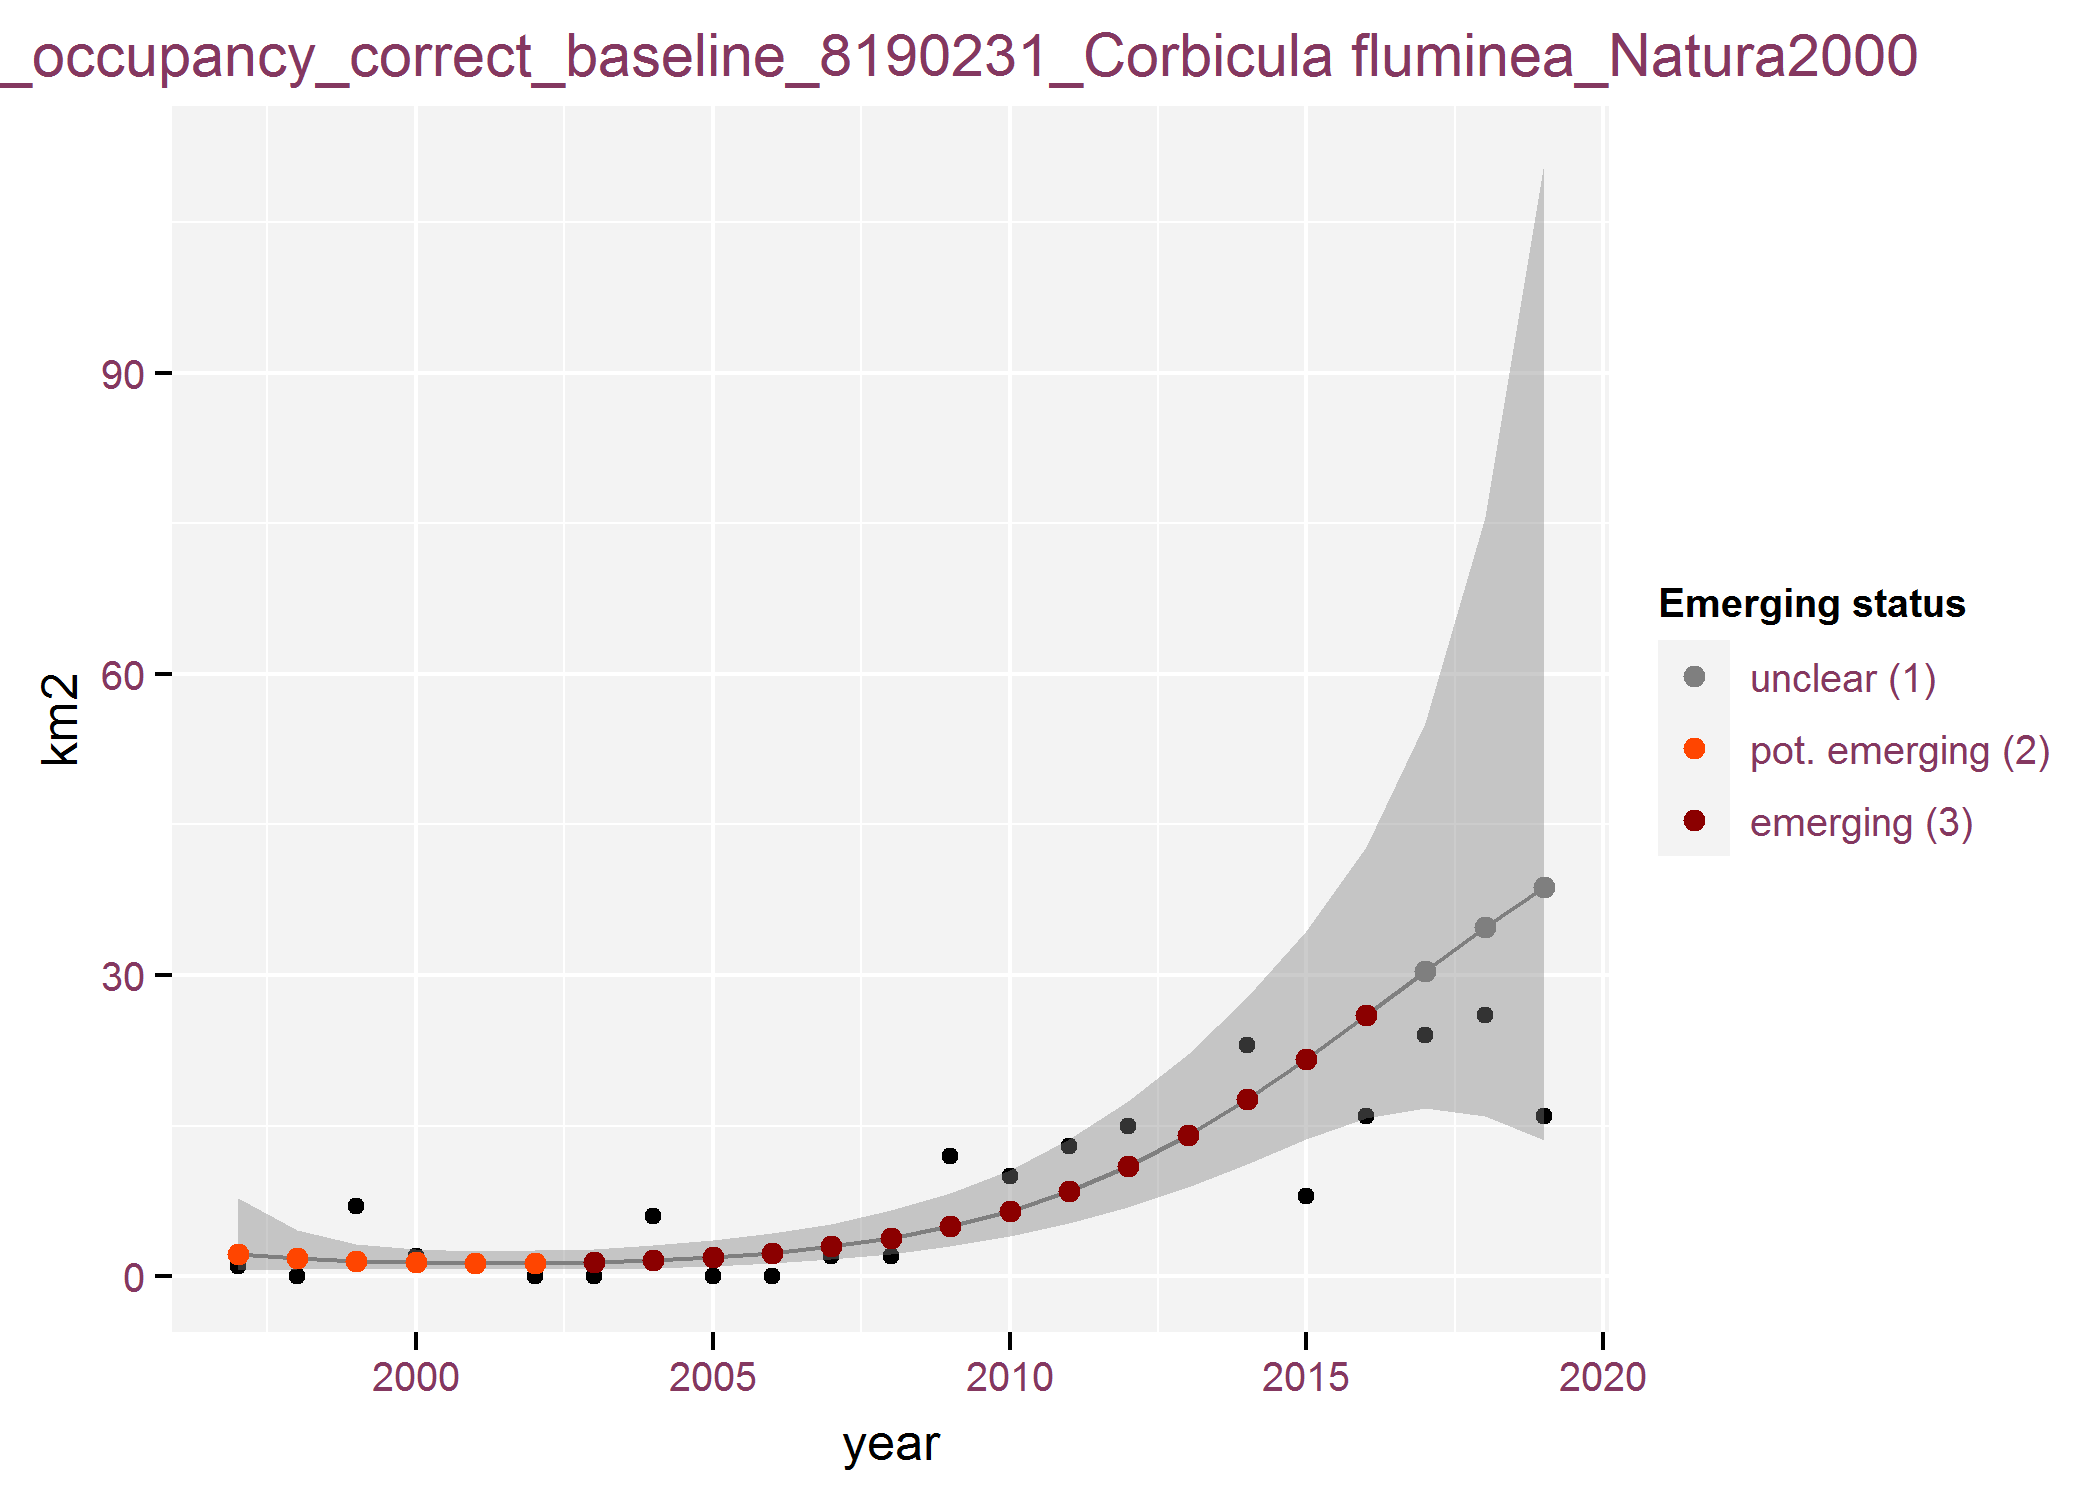 _occupancy_correct_baseline_8190231_Corbicula fluminea_Natura2000
90
60
30
0
km2
2000 2005 2010 2015 2020
year
Emerging status
unclear (1)
pot. emerging (2)
emerging (3)